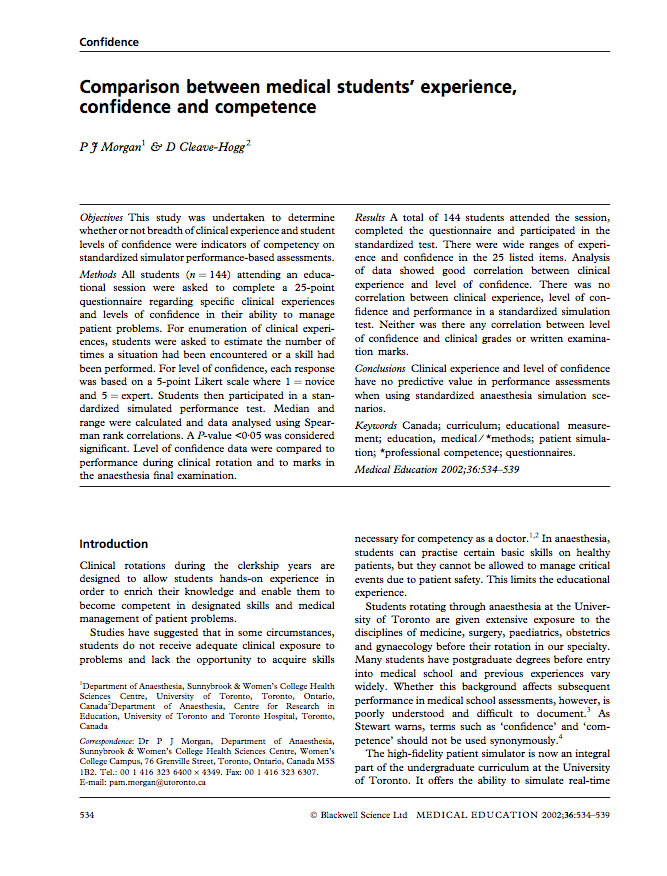 Confidence
Comparison between medical students' experience,
confidence and competence
P J Morgan1 & D Cleave-Hogg2
Objectives This study was undertaken to determine
whether or not breadth of clinical experience and student
levels of confidence were indicators of competency on
standardized simulator performance-based assessments.
Methods All students (n = 144) attending an educa-
tional session were asked to complete a 25-point
questionnaire regarding specific clinical experiences
and levels of confidence in their ability to manage
patient problems. For enumeration of clinical experi-
ences, students were asked to estimate the number of
times a situation had been encountered or a skill had
been performed. For level of confidence, each response
was based on a 5-point Likert scale where 1 = novice
and 5 = expert. Students then participated in a stan-
dardized simulated performance test. Median and
range were calculated and data analysed using Spear-
man rank correlations. A P-value <0·05 was considered
significant. Level of confidence data were compared to
performance during clinical rotation and to marks in
the anaesthesia final examination.
Results A total of 144 students attended the session,
completed the questionnaire and participated in the
standardized test. There were wide ranges of experi-
ence and confidence in the 25 listed items. Analysis
of data showed good correlation between clinical
experience and level of confidence. There was no
correlation between clinical experience, level of con-
fidence and performance in a standardized simulation
test. Neither was there any correlation between level
of confidence and clinical grades or written examina-
tion marks.
Conclusions Clinical experience and level of confidence
have no predictive value in performance assessments
when using standardized anaesthesia simulation sce-
narios.
Keywords Canada; curriculum; educational measure-
ment; education, medical/*methods; patient simula-
tion; *professional competence; questionnaires.
Medical Education 2002;36:534–539
Introduction
Clinical rotations during the clerkship years are
designed to allow students hands-on experience in
order to enrich their knowledge and enable them to
become competent in designated skills and medical
management of patient problems.
Studies have suggested that in some circumstances,
students do not receive adequate clinical exposure to
problems and lack the opportunity to acquire skills
1Department of Anaesthesia, Sunnybrook & Women's College Health
Sciences Centre, University of Toronto, Toronto, Ontario,
Canada2Department of Anaesthesia, Centre for Research in
Education, University of Toronto and Toronto Hospital, Toronto,
Canada
Correspondence: Dr P J Morgan, Department of Anaesthesia,
Sunnybrook & Women's College Health Sciences Centre, Women's
College Campus, 76 Grenville Street, Toronto, Ontario, Canada M5S
1B2. Tel.: 00 1 416 323 6400 × 4349. Fax: 00 1 416 323 6307.
E-mail: pam.morgan@utoronto.ca
necessary for competency as a doctor.1,2 In anaesthesia,
students can practise certain basic skills on healthy
patients, but they cannot be allowed to manage critical
events due to patient safety. This limits the educational
experience.
Students rotating through anaesthesia at the Univer-
sity of Toronto are given extensive exposure to the
disciplines of medicine, surgery, paediatrics, obstetrics
and gynaecology before their rotation in our specialty.
Many students have postgraduate degrees before entry
into medical school and previous experiences vary
widely. Whether this background affects subsequent
performance in medical school assessments, however, is
poorly understood and difficult to document.3 As
Stewart warns, terms such as 'confidence' and 'com-
petence' should not be used synonymously.4
The high-fidelity patient simulator is now an integral
part of the undergraduate curriculum at the University
of Toronto. It offers the ability to simulate real-time
534
© Blackwell Science Ltd MEDICAL EDUCATION 2002;36:534–539